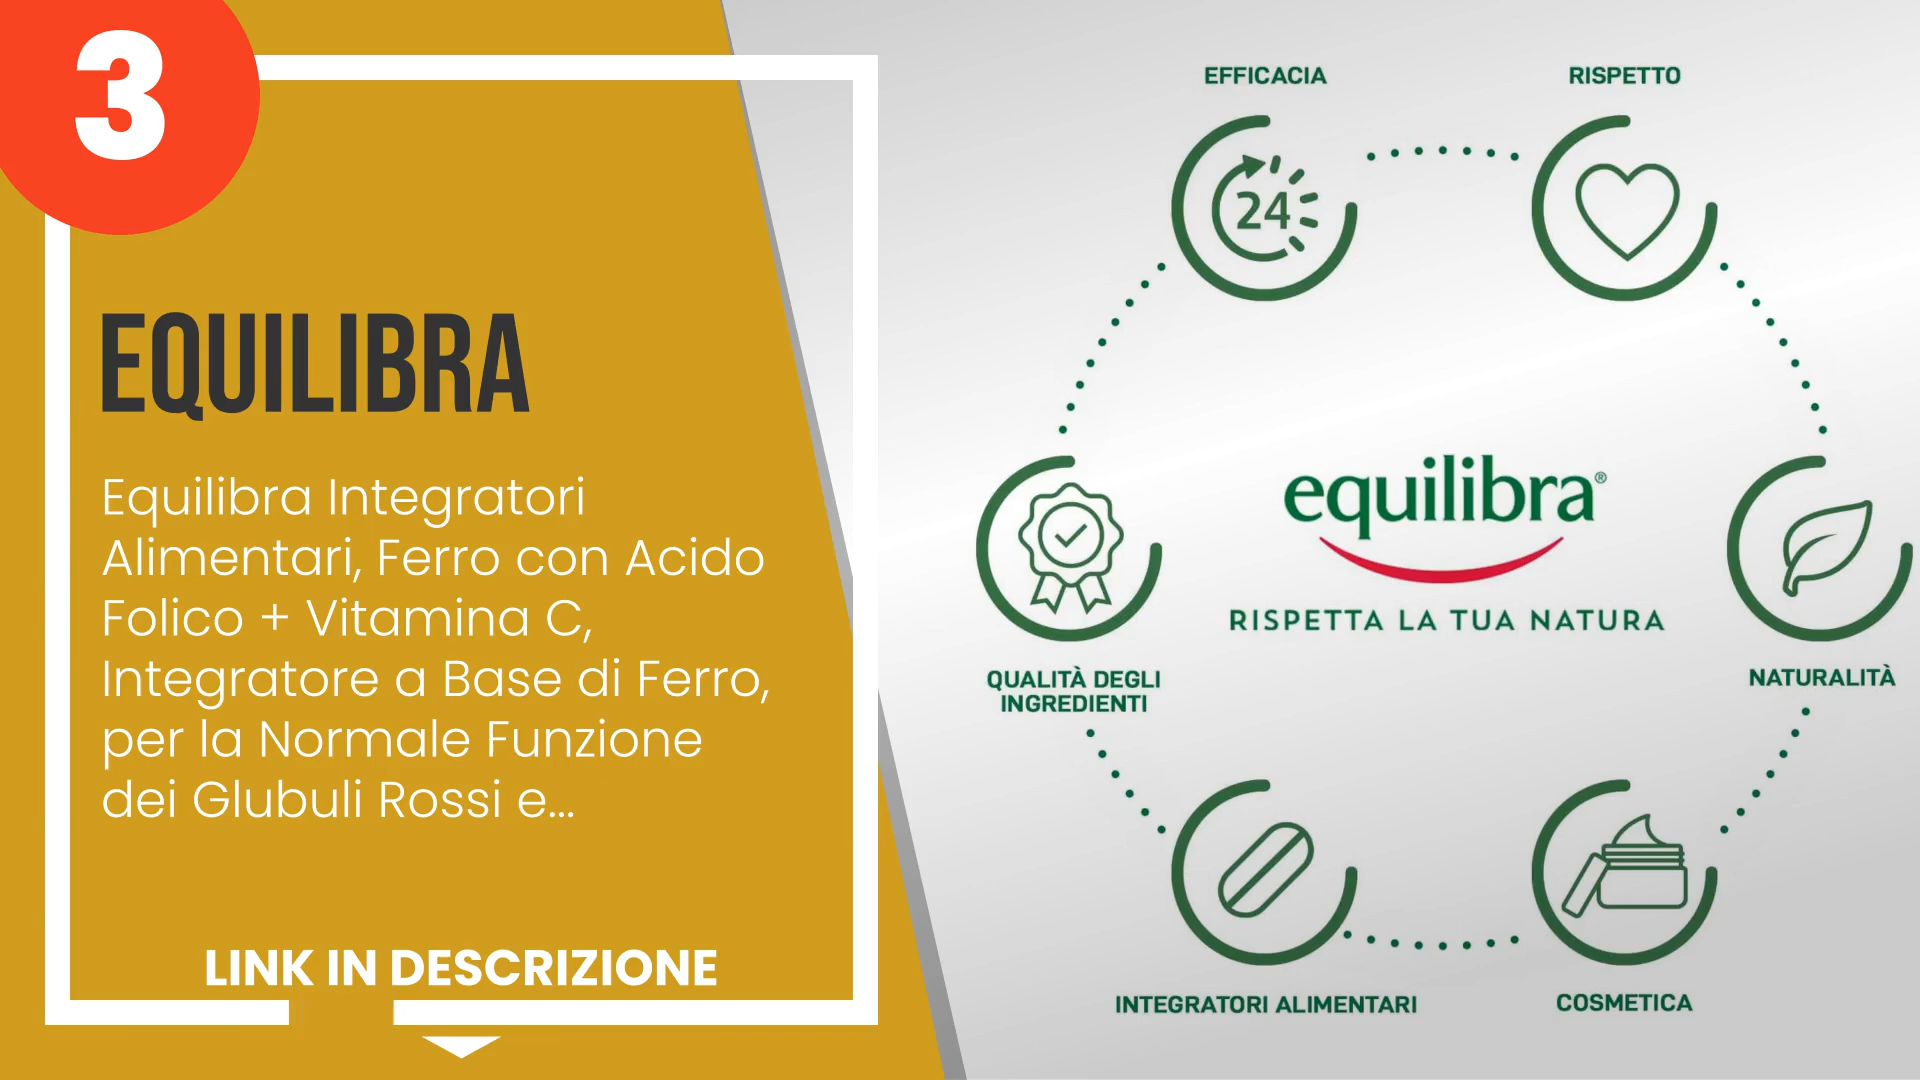 3
EQUILIBRA
Equilibra Integratori
Alimentari, Ferro con Acido
Folico + Vitamina C,
Integratore a Base di Ferro,
per la Normale Funzione
dei Glubuli Rossi e...
LINK IN DESCRIZIONE
EFFICACIA
RISPETTO
24
equilibra®
RISPETTA LA TUA NATURA
QUALITÀ DEGLI
INGREDIENTI
NATURALITÀ
INTEGRATORI ALIMENTARI
COSMETICA